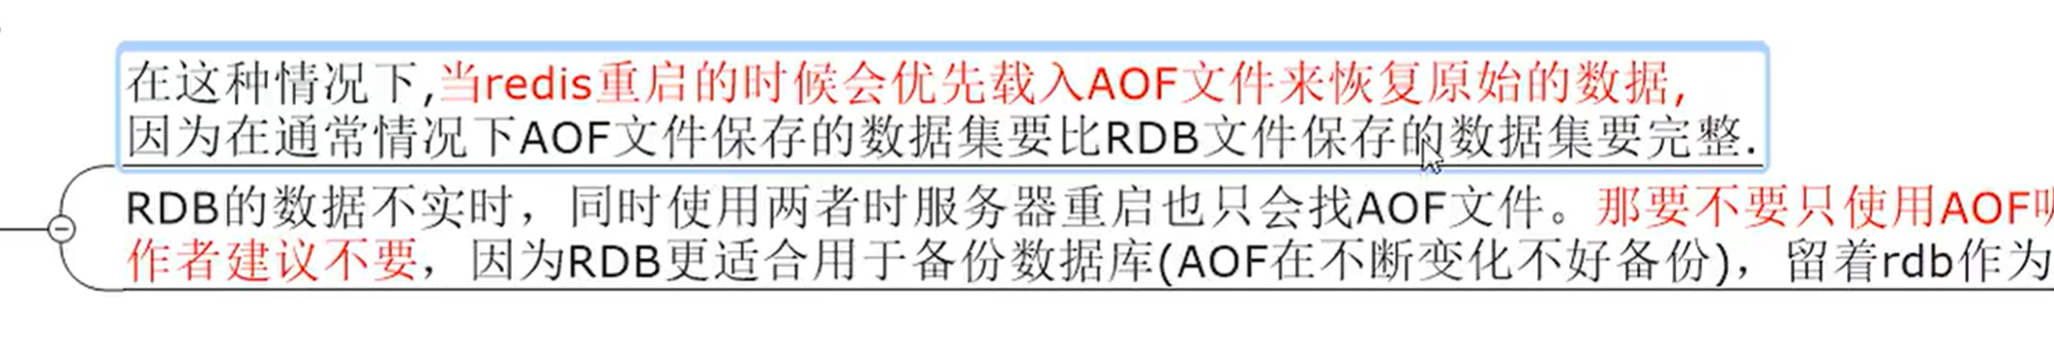 在这种情况下,当redis重启的时候会优先载入AOF文件来恢复原始的数据,
因为在通常情况下AOF文件保存的数据集要比RDB文件保存的数据集要完整.
RDB的数据不实时，同时使用两者时服务器重启也只会找AOF文件。那要不要只使用AOF
作者建议不要，因为RDB更适合用于备份数据库(AOF在不断变化不好备份)，留着rdb作为